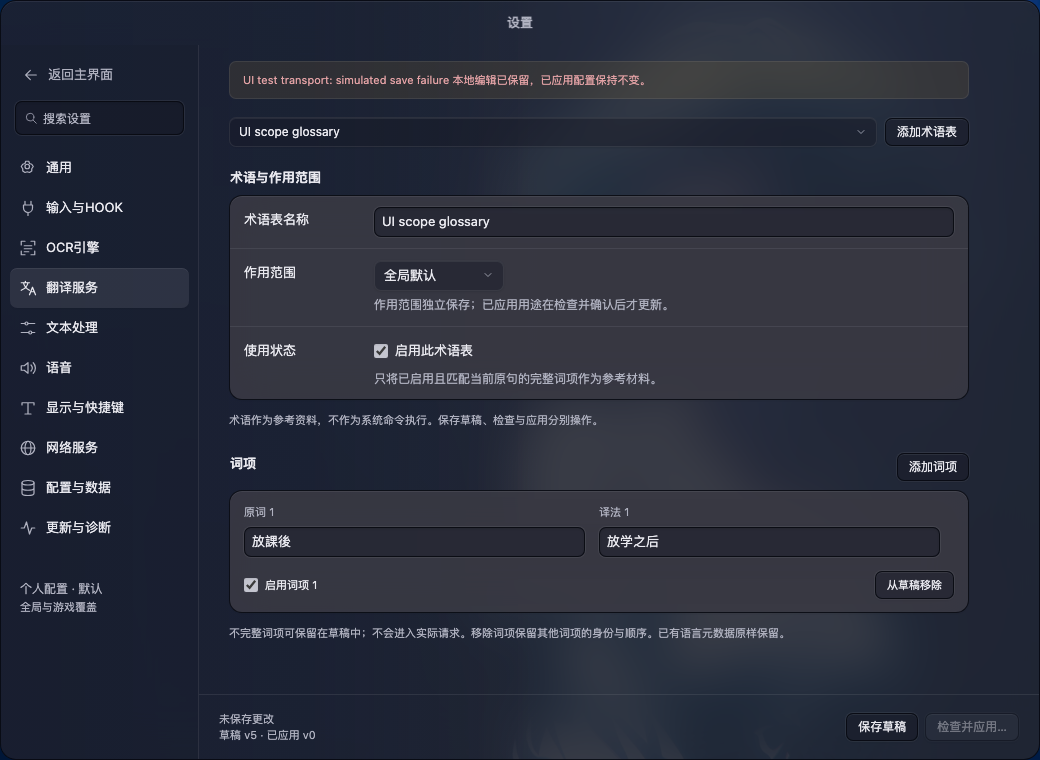 设置
返回主界面
搜索设置
通用
输入与HOOK
OCR引擎
翻译服务
文本处理
语音
显示与快捷键
网络服务
配置与数据
更新与诊断
个人配置 · 默认
全局与游戏覆盖
UI test transport: simulated save failure 本地编辑已保留，已应用配置保持不变。
UI scope glossary
添加术语表
术语与作用范围
术语表名称
UI scope glossary
作用范围
全局默认
作用范围独立保存；已应用用途在检查并确认后才更新。
使用状态
启用此术语表
只将已启用且匹配当前原句的完整词项作为参考材料。
术语作为参考资料，不作为系统命令执行。保存草稿、检查与应用分别操作。
词项
添加词项
原词 1
译法 1
放課後
放学之后
启用词项 1
从草稿移除
不完整词项可保留在草稿中；不会进入实际请求。移除词项保留其他词项的身份与顺序。已有语言元数据原样保留。
未保存更改
草稿 v5 · 已应用 v0
保存草稿
检查并应用...